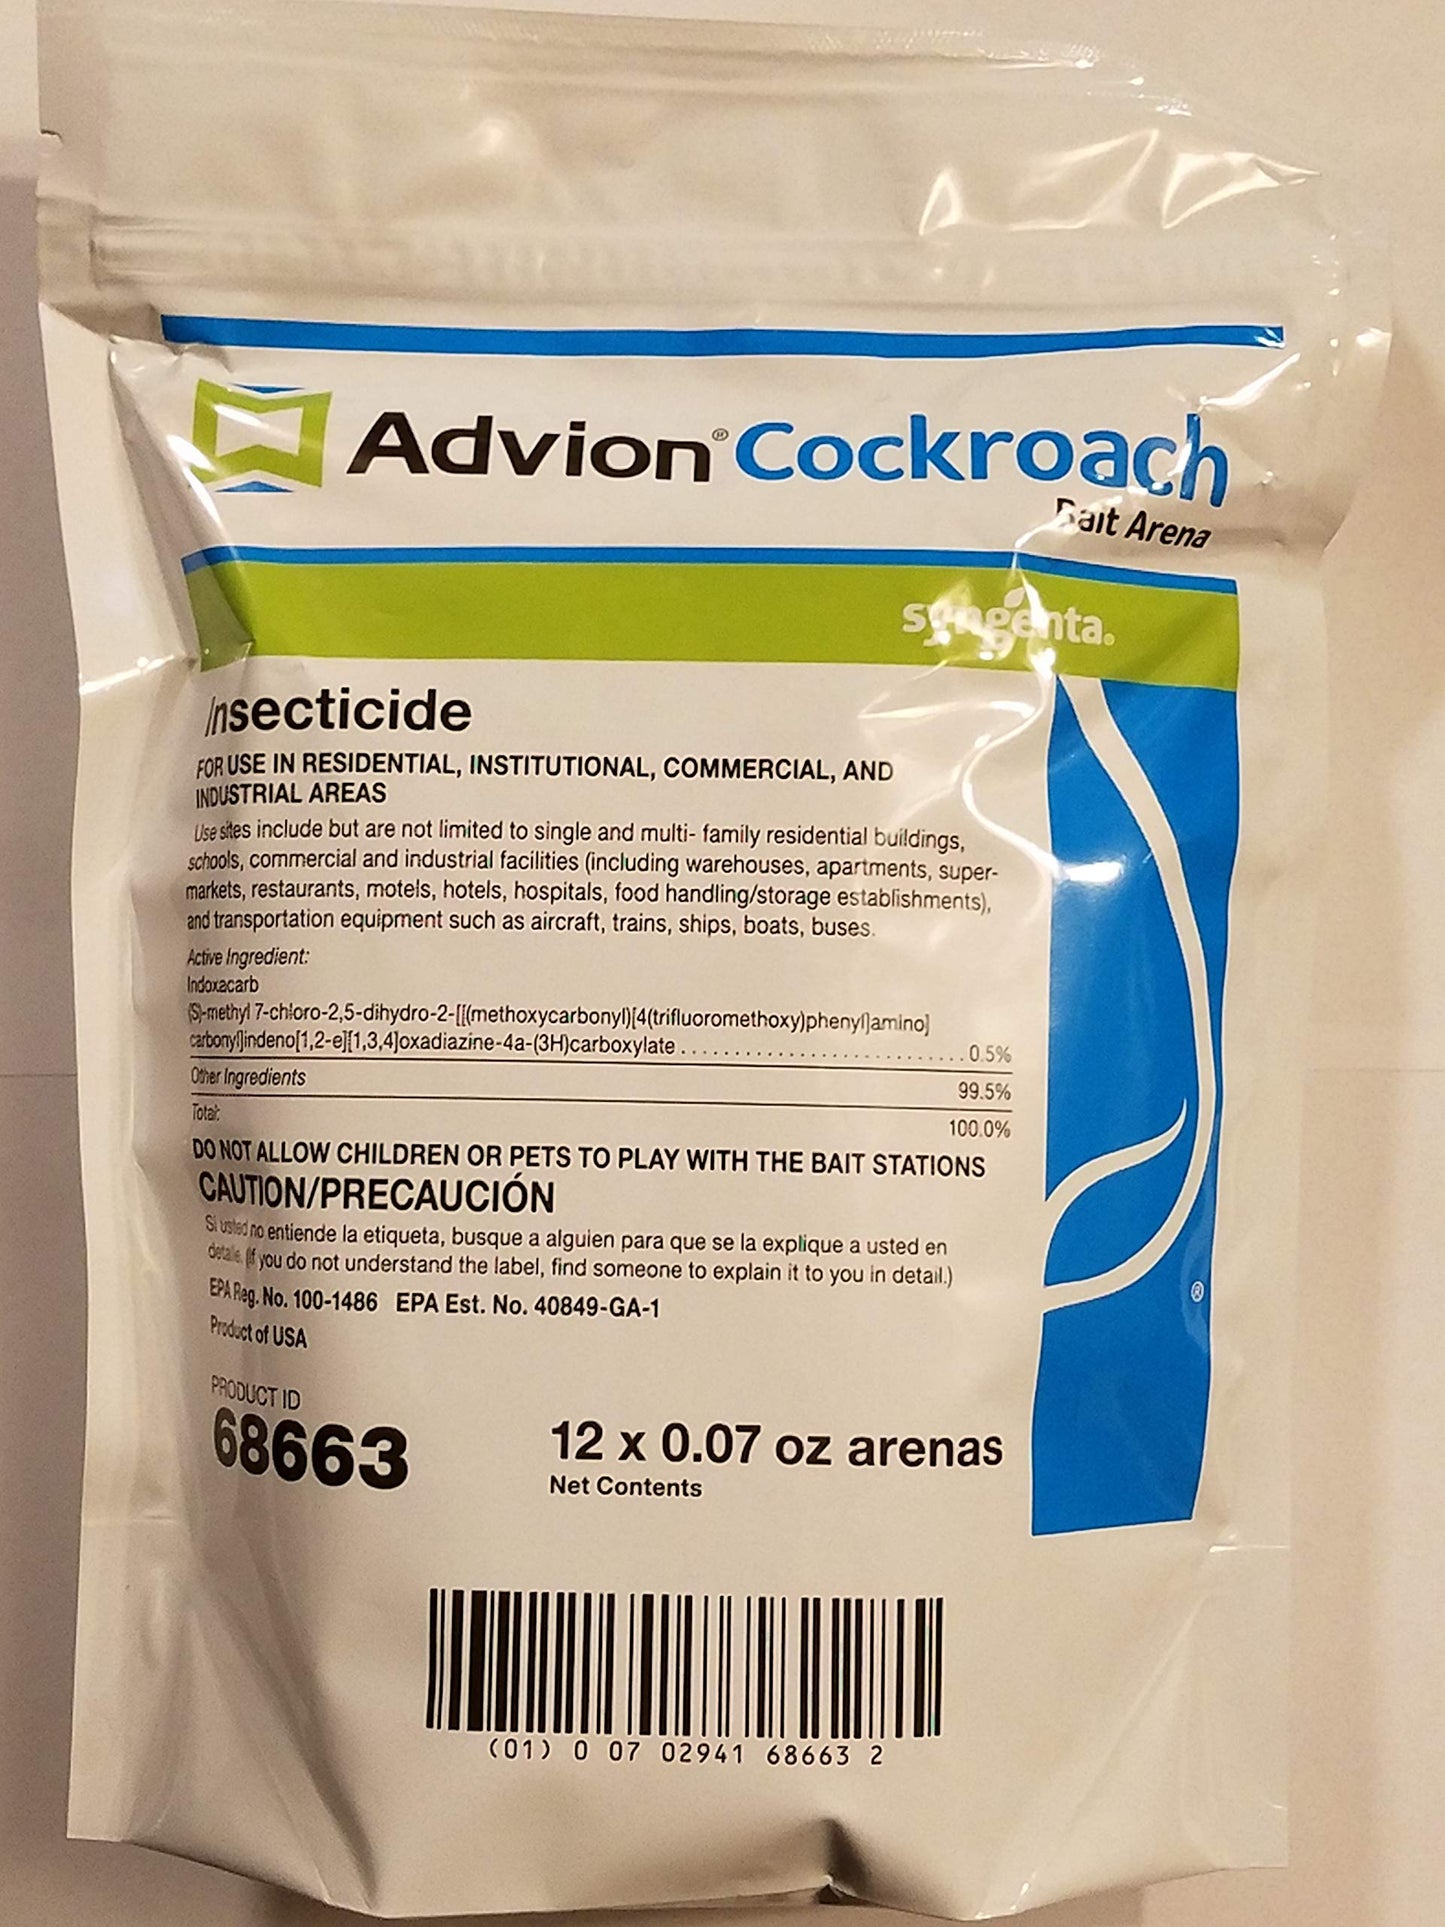 Advion® Cockroach
Bait Arena
syngenta®
Insecticide
FOR USE IN RESIDENTIAL, INSTITUTIONAL, COMMERCIAL, AND
INDUSTRIAL AREAS
Use sites include but are not limited to single and multi- family residential buildings,
schools, commercial and industrial facilities (including warehouses, apartments, super-
markets, restaurants, motels, hotels, hospitals, food handling/storage establishments),
and transportation equipment such as aircraft, trains, ships, boats, buses.
Active Ingredient:
Indoxacarb
(S)-methyl 7-chloro-2,5-dihydro-2-[[(methoxycarbonyl)[4(trifluoromethoxy)phenyl]amino]
carbonyl]indeno[1,2-e][1,3,4]oxadiazine-4a-(3H)carboxylate ........................... 0.5%
Other Ingredients 99.5%
Total: 100.0%
DO NOT ALLOW CHILDREN OR PETS TO PLAY WITH THE BAIT STATIONS
CAUTION/PRECAUCIÓN
Si usted no entiende la etiqueta, busque a alguien para que se la explique a usted en
detalle. (If you do not understand the label, find someone to explain it to you in detail.)
EPA Reg. No. 100-1486 EPA Est. No. 40849-GA-1
Product of USA
PRODUCT ID
68663
12 x 0.07 oz arenas
Net Contents
®
(01) 0 07 02941 68663 2